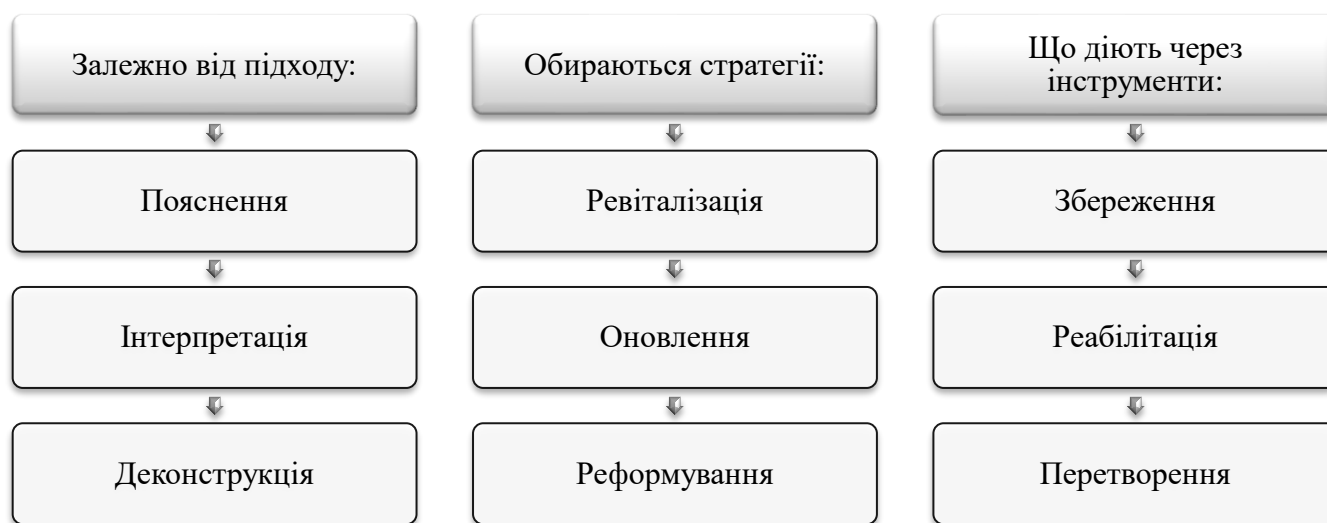 Залежно від підходу:
Пояснення
Інтерпретація
Деконструкція
Обираються стратегії:
Ревіталізація
Оновлення
Реформування
Що діють через
інструменти:
Збереження
Реабілітація
Перетворення